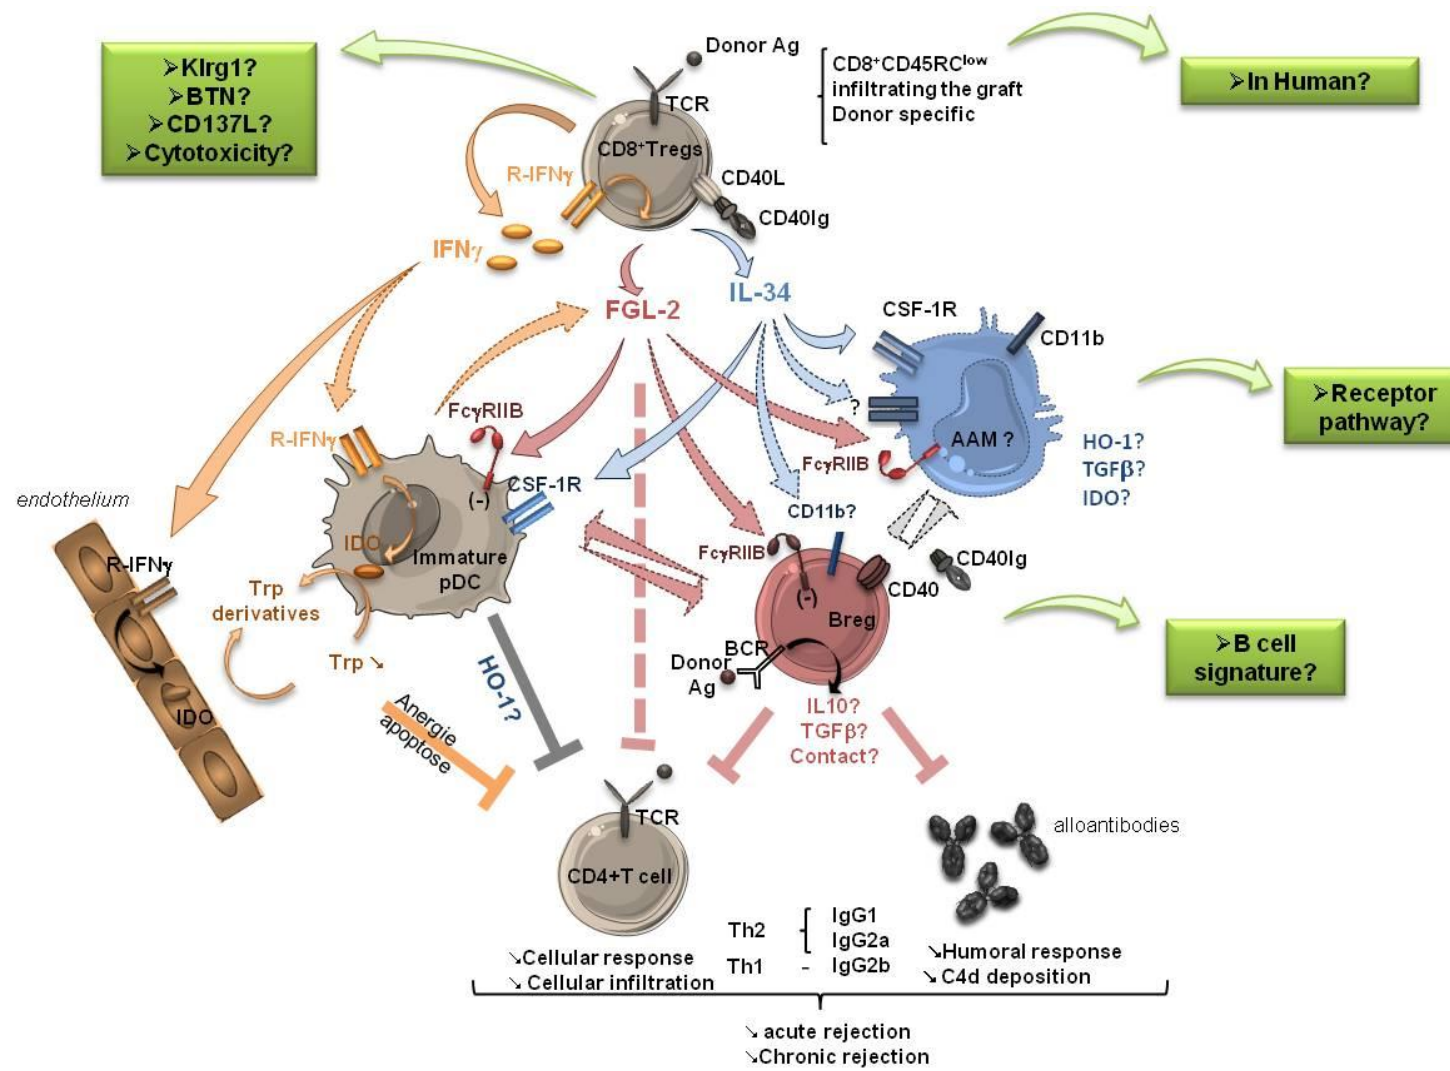 ➢Klrg1?
➢BTN?
➢CD137L?
➢Cytotoxicity?
Donor Ag
TCR
CD8⁺Tregs
CD8⁺CD45RCˡᵒʷ
infiltrating the graft
Donor specific
➢In Human?
R-IFNγ
CD40L
CD40Ig
IFNγ
FGL-2
IL-34
CSF-1R
CD11b
?
AAM ?
FcγRIIB
HO-1?
TGFβ?
IDO?
➢Receptor
pathway?
FcγRIIB
R-IFNγ
(-)
CSF-1R
IDO
Immature
pDC
endothelium
R-IFNγ
IDO
Trp
derivatives
Trp ↘
CD11b?
FcγRIIB
(-)
CD40
CD40Ig
Breg
BCR
Donor
Ag
IL10?
TGFβ?
Contact?
➢B cell
signature?
HO-1?
Anergie
apoptose
TCR
CD4+T cell
alloantibodies
Th2
IgG1
IgG2a
Th1 - IgG2b
↘Cellular response
↘ Cellular infiltration
↘Humoral response
↘ C4d deposition
↘ acute rejection
↘Chronic rejection